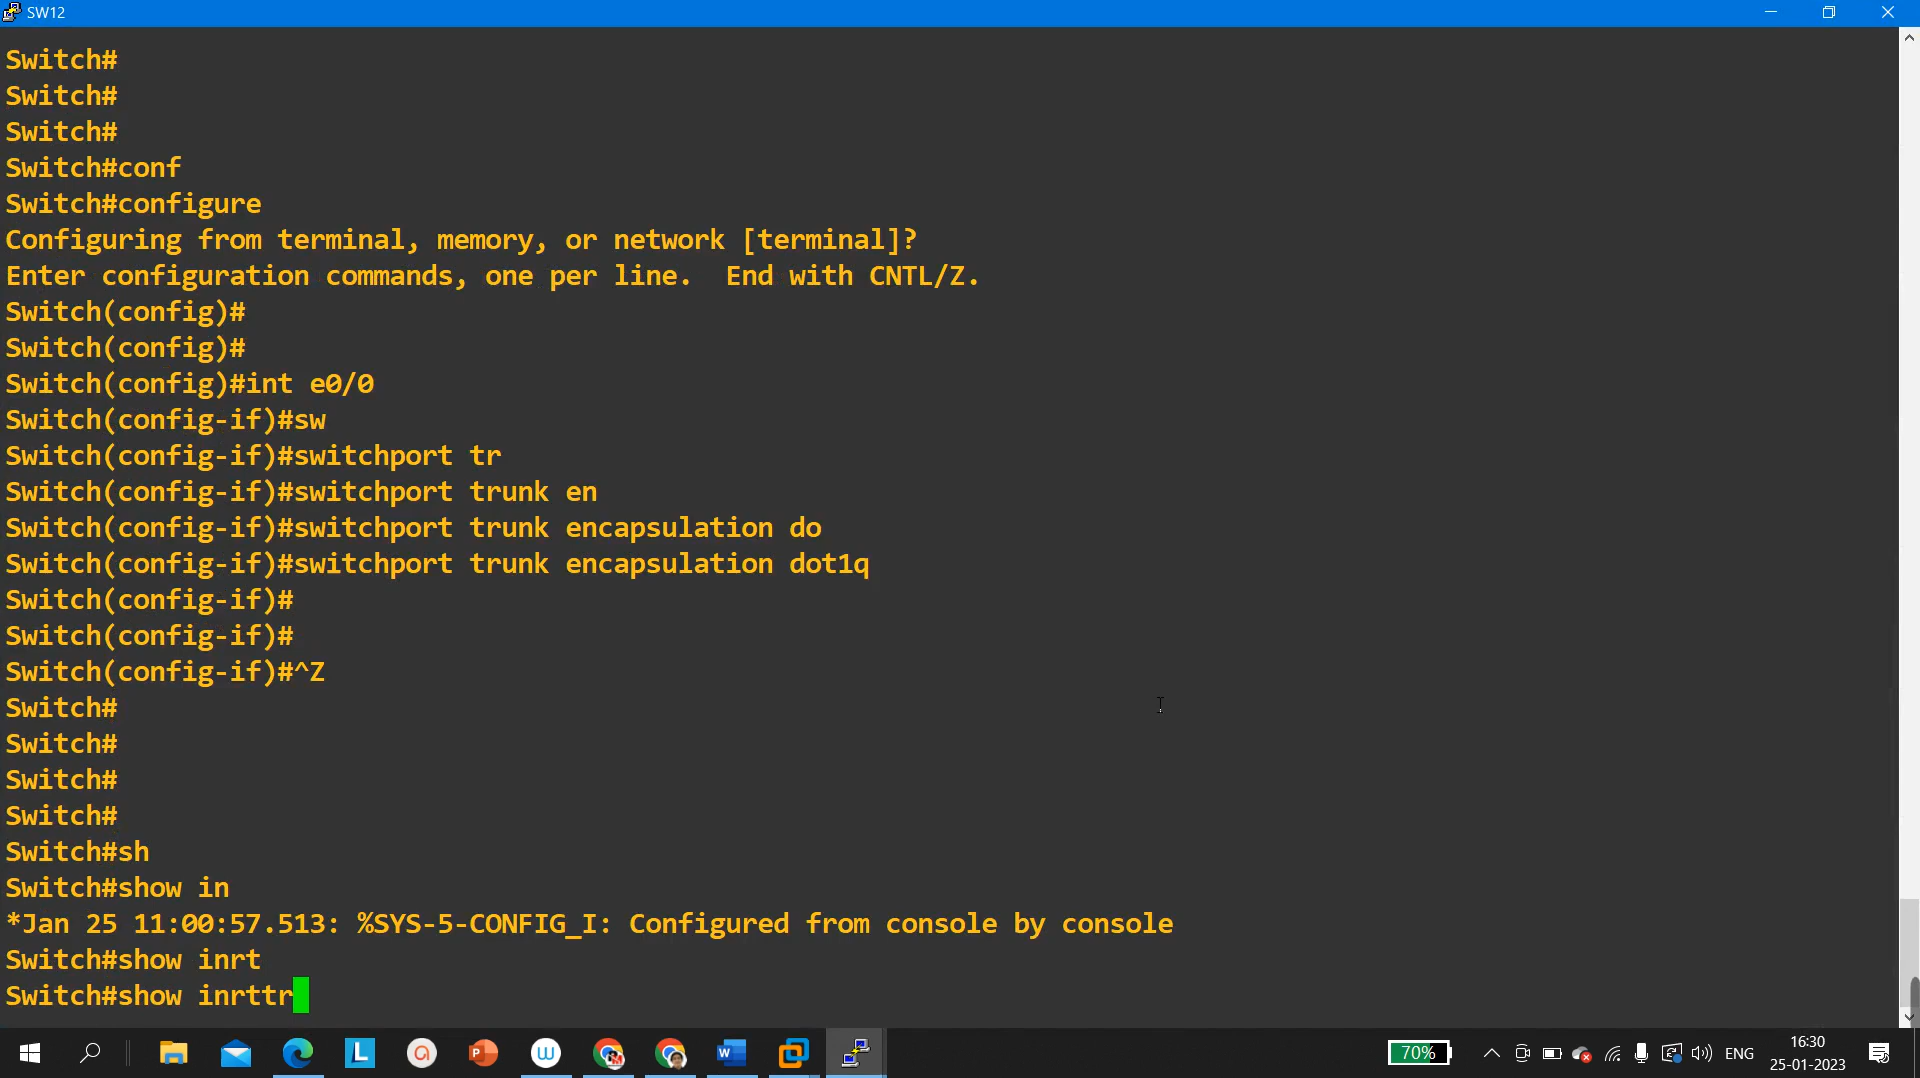 SW12
Switch#
Switch#
Switch#
Switch#conf
Switch#configure
Configuring from terminal, memory, or network [terminal]?
Enter configuration commands, one per line.  End with CNTL/Z.
Switch(config)#
Switch(config)#
Switch(config)#int e0/0
Switch(config-if)#sw
Switch(config-if)#switchport tr
Switch(config-if)#switchport trunk en
Switch(config-if)#switchport trunk encapsulation do
Switch(config-if)#switchport trunk encapsulation dot1q
Switch(config-if)#
Switch(config-if)#
Switch(config-if)#^Z
Switch#
Switch#
Switch#
Switch#
Switch#sh
Switch#show in
*Jan 25 11:00:57.513: %SYS-5-CONFIG_I: Configured from console by console
Switch#show inrt
Switch#show inrttr
70%
ENG
16:30
25-01-2023